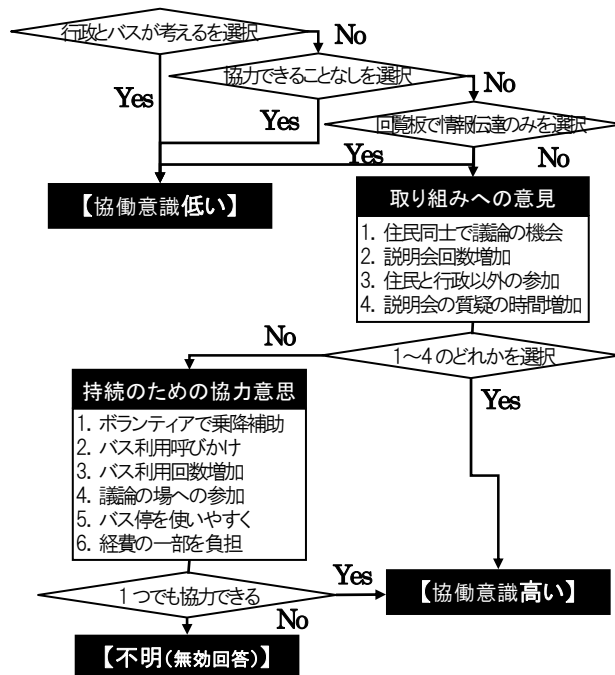 行政とバスが考えるを選択
No
協力できることなしを選択
No
Yes
Yes
回覧板で情報伝達のみを選択
Yes
No
【協働意識低い】
取り組みへの意見
1. 住民同士で議論の機会
2. 説明会回数増加
3. 住民と行政以外の参加
4. 説明会の質疑の時間増加
No
1～4のどれかを選択
Yes
持続のための協力意思
1. ボランティアで乗降補助
2. バス利用呼びかけ
3. バス利用回数増加
4. 議論の場への参加
5. バス停を使いやすく
6. 経費の一部を負担
1つでも協力できる
Yes
【協働意識高い】
No
【不明(無効回答)】